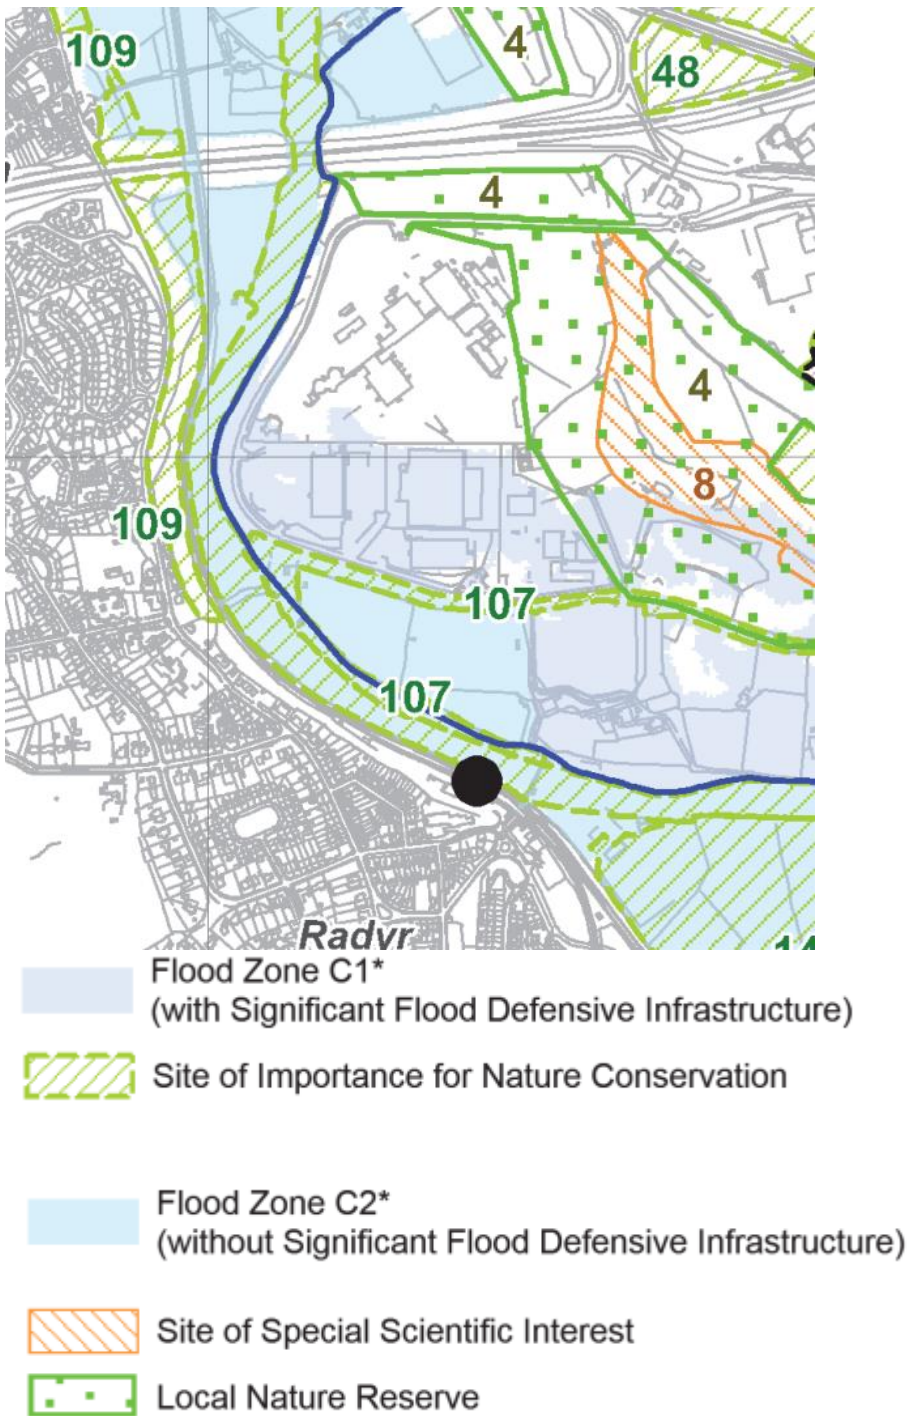 109
4
48
4
4
8
109
107
107
Radyr
Flood Zone C1*
(with Significant Flood Defensive Infrastructure)
Site of Importance for Nature Conservation
Flood Zone C2*
(without Significant Flood Defensive Infrastructure)
Site of Special Scientific Interest
Local Nature Reserve